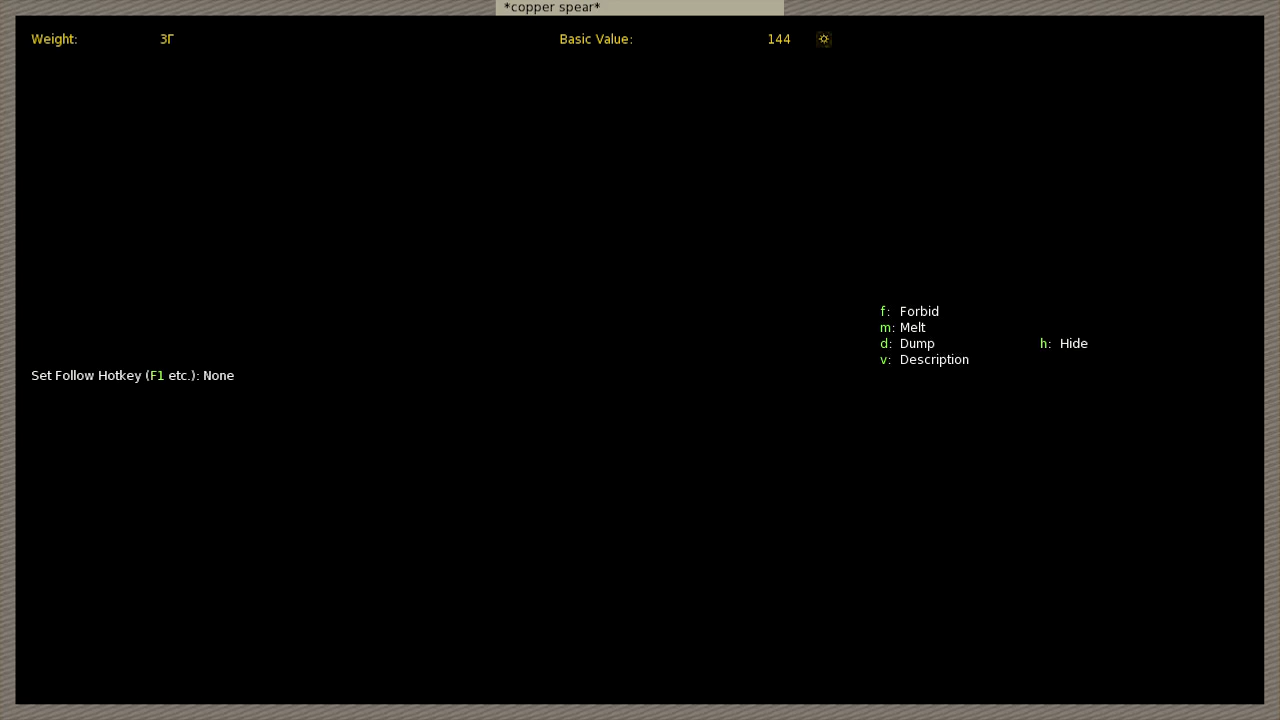 *copper spear*
Weight: 3Γ Basic Value: 144 ☼
f: Forbid
m: Melt
d: Dump h: Hide
v: Description
Set Follow Hotkey (F1 etc.): None